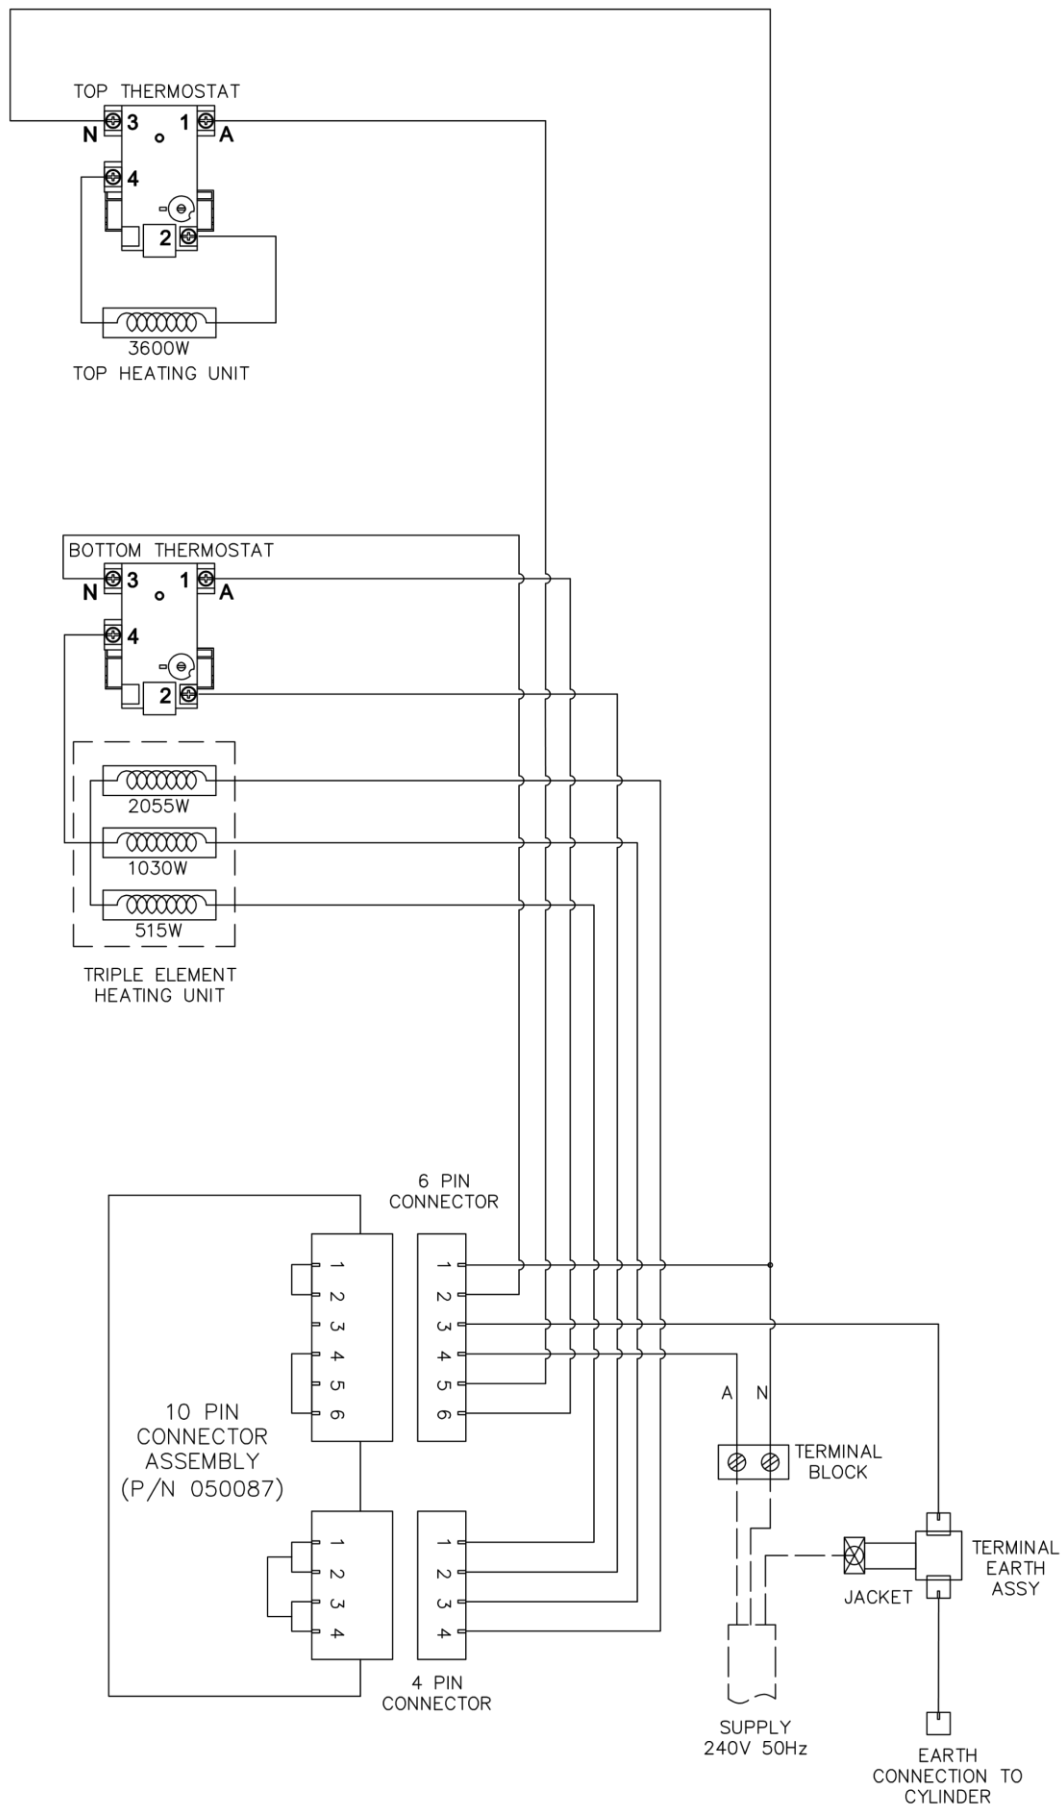 TOP THERMOSTAT
3 1
N A
4
2
3600W
TOP HEATING UNIT
BOTTOM THERMOSTAT
3 1
N A
4
2
2055W
1030W
515W
TRIPLE ELEMENT
HEATING UNIT
6 PIN
CONNECTOR
1 1
2 2
3 3
4 4
5 5
6 6
A N
10 PIN
CONNECTOR
ASSEMBLY
(P/N 050087)
TERMINAL
BLOCK
1 1
2 2
3 3
4 4
TERMINAL
EARTH
ASSY
JACKET
4 PIN
CONNECTOR
SUPPLY
240V 50Hz
EARTH
CONNECTION TO
CYLINDER